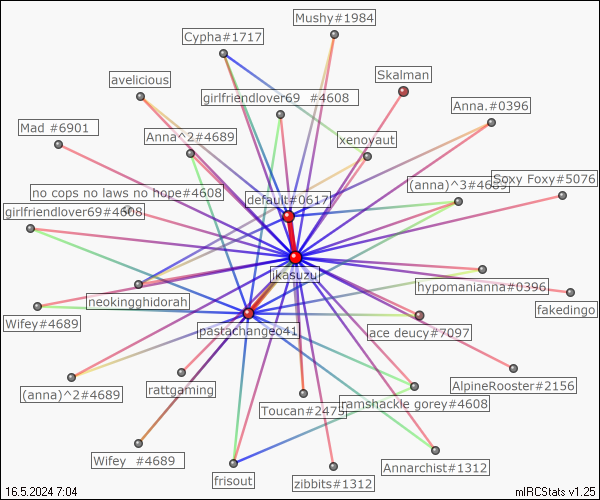 Mushy#1984
Cypha#1717
Skalman
avelicious
girlfriendlover69 #4608
Anna.#0396
Mad #6901
Anna^2#4689
xenoyaut
Soxy Foxy#5076
(anna)^3#4689
no cops no laws no hope#4608
default#0617
girlfriendlover69#4608
ikasuzu
hypomaniamania#0396
neokingghidorah
fakedingo
Wifey#4689
pastachangeo41
ace deucy#7097
(anna)^2#4689
rattgaming
AlpineRooster#2156
Toucan#2475
ramshackle gorey#4608
Wifey #4689
Annarchist#1312
frisout
zibbits#1312
16.5.2024 7:04
mIRCStats v1.25